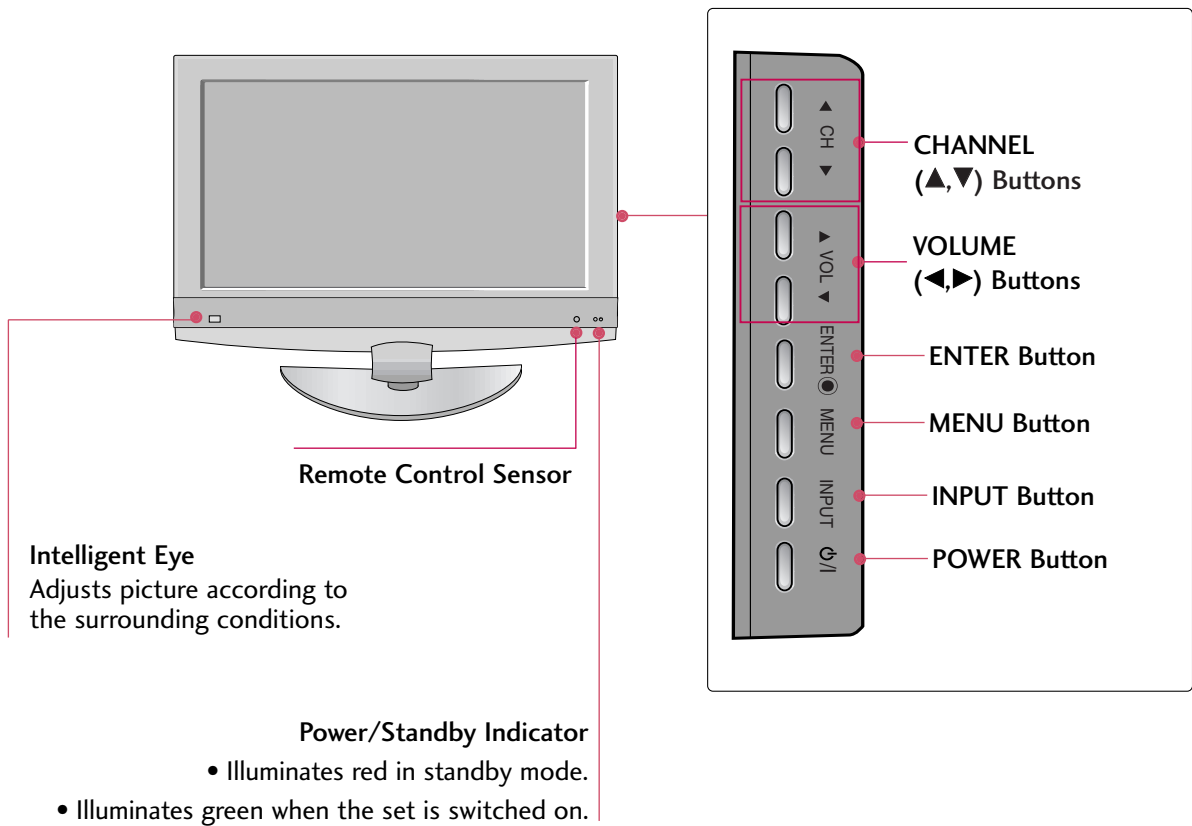 ▲ CH ▼
▲ VOL ▼
ENTER
MENU
INPUT
⏻/I
CHANNEL
(▲,▼) Buttons
VOLUME
(◀,▶) Buttons
ENTER Button
MENU Button
INPUT Button
POWER Button
Remote Control Sensor
Intelligent Eye
Adjusts picture according to
the surrounding conditions.
Power/Standby Indicator
• Illuminates red in standby mode.
• Illuminates green when the set is switched on.